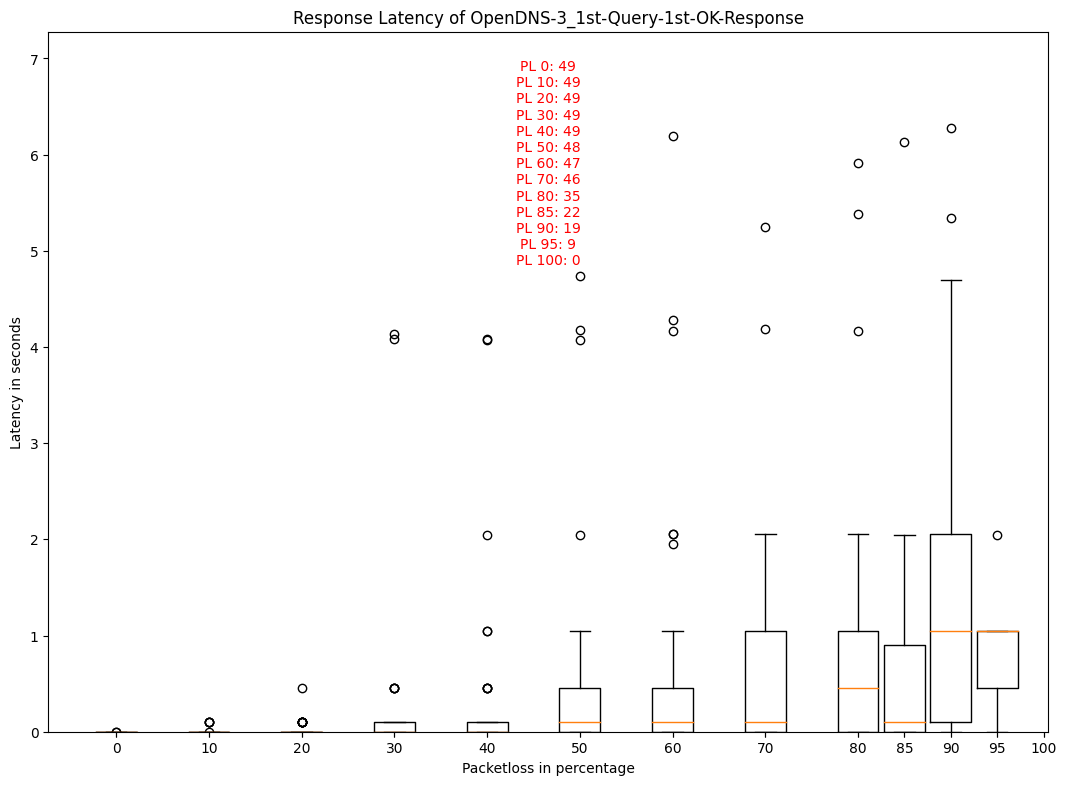 Response Latency of OpenDNS-3_1st-Query-1st-OK-Response
7
6
5
4
3
2
1
0
Latency in seconds
PL 0: 49
PL 10: 49
PL 20: 49
PL 30: 49
PL 40: 49
PL 50: 48
PL 60: 47
PL 70: 46
PL 80: 35
PL 85: 22
PL 90: 19
PL 95: 9
PL 100: 0
0 10 20 30 40 50 60 70 80 85 90 95 100
Packetloss in percentage